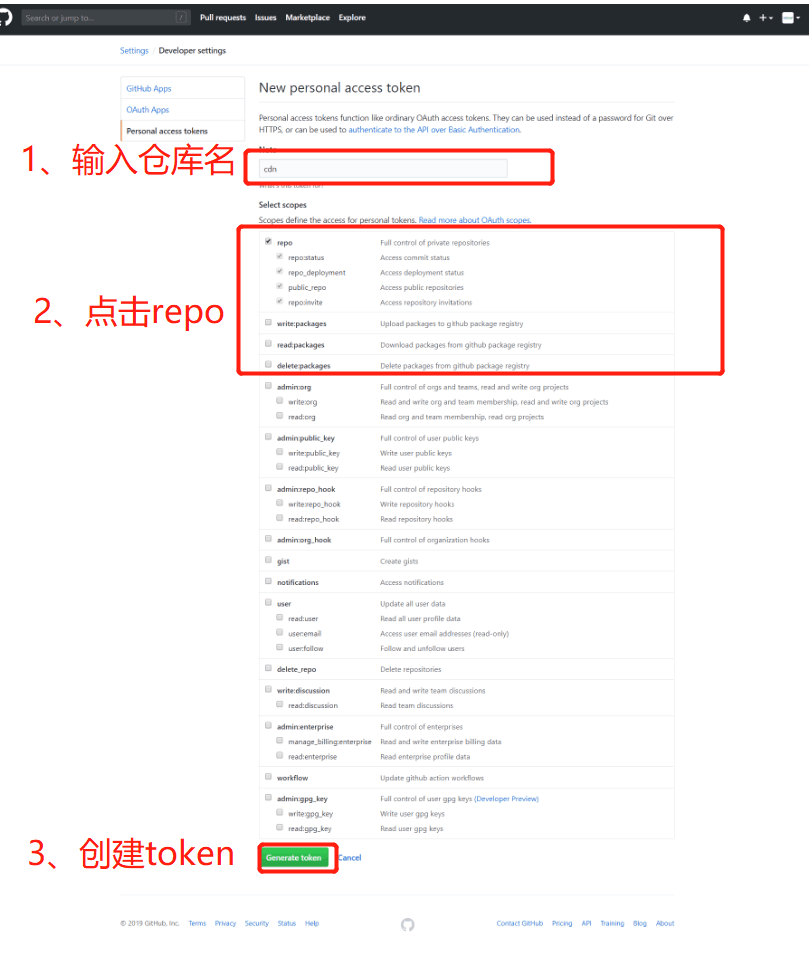 Search or jump to...
/
Pull requests Issues Marketplace Explore
Settings / Developer settings
GitHub Apps
OAuth Apps
Personal access tokens
New personal access token
Personal access tokens function like ordinary OAuth access tokens. They can be used instead of a password for Git over
HTTPS, or can be used to authenticate to the API over Basic Authentication.
1、输入仓库名
Note
cdn
What's this token for?
Select scopes
Scopes define the access for personal tokens. Read more about OAuth scopes.
2、点击repo
repo Full control of private repositories
repo:status Access commit status
repo_deployment Access deployment status
public_repo Access public repositories
repo:invite Access repository invitations
write:packages Upload packages to github package registry
read:packages Download packages from github package registry
delete:packages Delete packages from github package registry
admin:org Full control of orgs and teams, read and write org projects
write:org Read and write org and team membership, read and write org projects
read:org Read org and team membership, read org projects
admin:public_key Full control of user public keys
write:public_key Write user public keys
read:public_key Read user public keys
admin:repo_hook Full control of repository hooks
write:repo_hook Write repository hooks
read:repo_hook Read repository hooks
admin:org_hook Full control of organization hooks
gist Create gists
notifications Access notifications
user Update all user data
read:user Read all user profile data
user:email Access user email addresses (read-only)
user:follow Follow and unfollow users
delete_repo Delete repositories
write:discussion Read and write team discussions
read:discussion Read team discussions
admin:enterprise Full control of enterprises
manage_billing:enterprise Read and write enterprise billing data
read:enterprise Read enterprise profile data
workflow Update github action workflows
admin:gpg_key Full control of user gpg keys (Developer Preview)
write:gpg_key Write user gpg keys
read:gpg_key Read user gpg keys
3、创建token
Generate token Cancel
© 2019 GitHub, Inc. Terms Privacy Security Status Help
Contact GitHub Pricing API Training Blog About